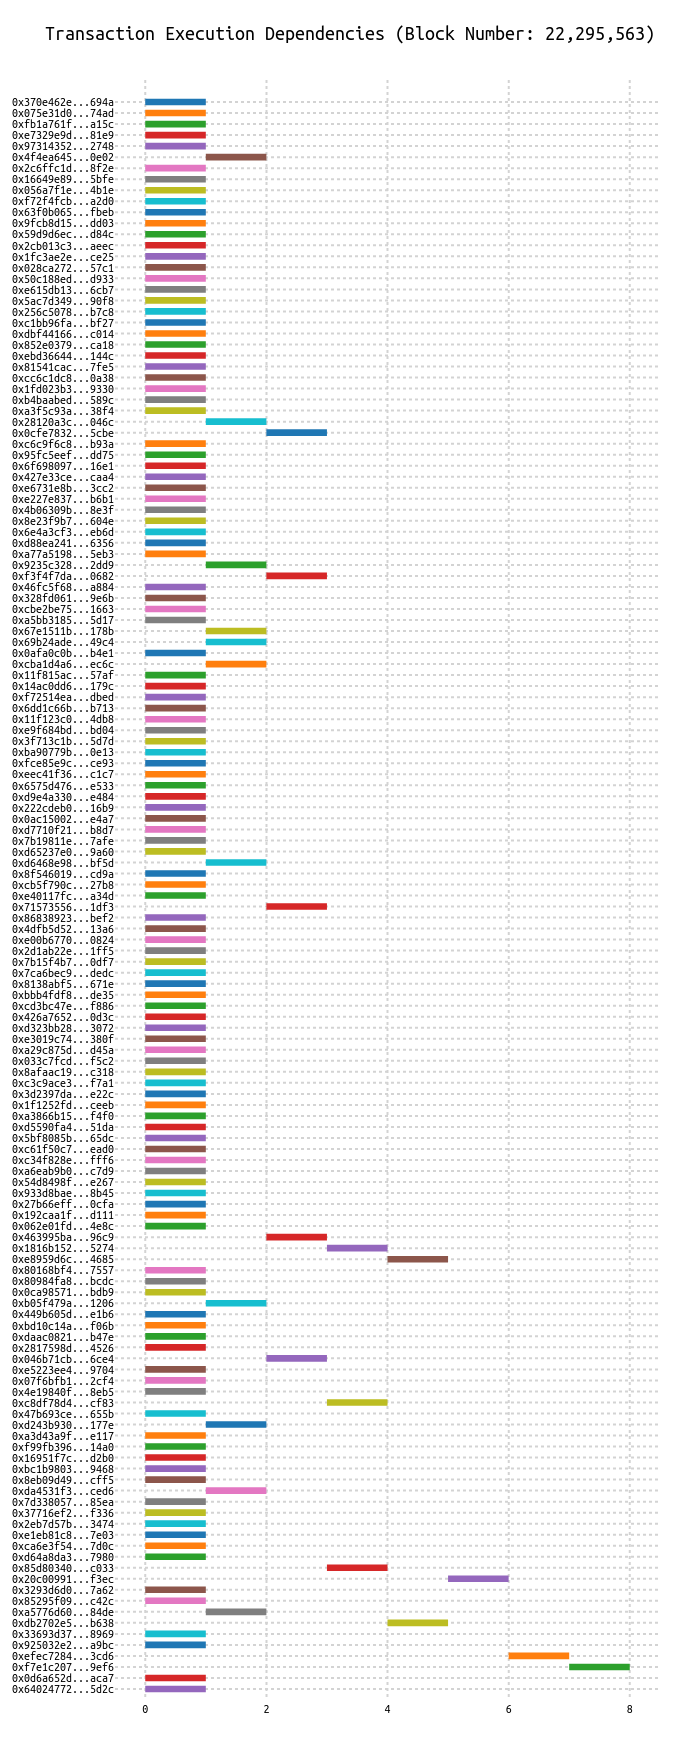 Transaction Execution Dependencies (Block Number: 22,295,563)
0x370e462e...694a
0x075e31d0...74ad
0xfb1a761f...a15c
0xe7329e9d...81e9
0x97314352...2748
0x4f4ea645...0e02
0x2c6ffc1d...8f2e
0x16649e89...5bfe
0x056a7f1e...4b1e
0xf72f4fcb...a2d0
0x63f0b065...fbeb
0x9fcb8d15...dd03
0x59d9d6ec...d84c
0x2cb013c3...aeec
0x1fc3ae2e...ce25
0x028ca272...57c1
0x50c188ed...d933
0xe615db13...6cb7
0x5ac7d349...90f8
0x256c5078...b7c8
0xc1bb96fa...bf27
0xdbf44166...c014
0x852e0379...ca18
0xebd36644...144c
0x81541cac...7fe5
0xcc6c1dc8...0a38
0x1fd023b3...9330
0xb4baabed...589c
0xa3f5c93a...38f4
0x28120a3c...046c
0x0cfe7832...5cbe
0xc6c9f6c8...b93a
0x95fc5eef...dd75
0x6f698097...16e1
0x427e33ce...caa4
0xe6731e8b...3cc2
0xe227e837...b6b1
0x4b06309b...8e3f
0x8e23f9b7...604e
0x6e4a3cf3...eb6d
0xd88ea241...6356
0xa77a5198...5eb3
0x9235c328...2dd9
0xf3f4f7da...0682
0x46fc5f68...a884
0x328fd061...9e6b
0xcbe2be75...1663
0xa5bb3185...5d17
0x67e1511b...178b
0x69b24ade...49c4
0x0afa0c0b...b4e1
0xcba1d4a6...ec6c
0x11f815ac...57af
0x14ac0dd6...179c
0xf72514ea...dbed
0x6dd1c66b...b713
0x11f123c0...4db8
0xe9f684bd...bd04
0x3f713c1b...5d7d
0xba90779b...0e13
0xfce85e9c...ce93
0xeec41f36...c1c7
0x6575d476...e533
0xd9e4a330...e484
0x222cdeb0...16b9
0x0ac15002...e4a7
0xd7710f21...b8d7
0x7b19811e...7afe
0xd65237e0...9a60
0xd6468e98...bf5d
0x8f546019...cd9a
0xcb5f790c...27b8
0xe40117fc...a34d
0x71573556...1df3
0x86838923...bef2
0x4dfb5d52...13a6
0xe00b6770...0824
0x2d1ab22e...1ff5
0x7b15f4b7...0df7
0x7ca6bec9...dedc
0x8138abf5...671e
0xbbb4fdf8...de35
0xcd3bc47e...f886
0x426a7652...0d3c
0xd323bb28...3072
0xe3019c74...380f
0xa29c875d...d45a
0x033c7fcd...f5c2
0x8afaac19...c318
0xc3c9ace3...f7a1
0x3d2397da...e22c
0x1f1252fd...ceeb
0xa3866b15...f4f0
0xd5590fa4...51da
0x5bf8085b...65dc
0xc61f50c7...ead0
0xc34f828e...fff6
0xa6eab9b0...c7d9
0x54d8498f...e267
0x933d8bae...8b45
0x27b66eff...0cfa
0x192caa1f...d111
0x062e01fd...4e8c
0x463995ba...96c9
0x1816b152...5274
0xe8959d6c...4685
0x80168bf4...7557
0x80984fa8...bcdc
0x0ca98571...bdb9
0xb05f479a...1206
0x449b605d...e1b6
0xbd10c14a...f06b
0xdaac0821...b47e
0x2817598d...4526
0x046b71cb...6ce4
0xe5223ee4...9704
0x07f6bfb1...2cf4
0x4e19840f...8eb5
0xc8df78d4...cf83
0x47b693ce...655b
0xd243b930...177e
0xa3d43a9f...e117
0xf99fb396...14a0
0x16951f7c...d2b0
0xbc1b9803...9468
0x8eb09d49...cff5
0xda4531f3...ced6
0x7d338057...85ea
0x37716ef2...f336
0x2eb7d57b...3474
0xe1eb81c8...7e03
0xca6e3f54...7d0c
0xd64a8da3...7980
0x85d80340...c033
0x20c00991...f3ec
0x3293d6d0...7a62
0x85295f09...c42c
0xa5776d60...84de
0xdb2702e5...b638
0x33693d37...8969
0x925032e2...a9bc
0xefec7284...3cd6
0xf7e1c207...9ef6
0x0d6a652d...aca7
0x64024772...5d2c
0 2 4 6 8